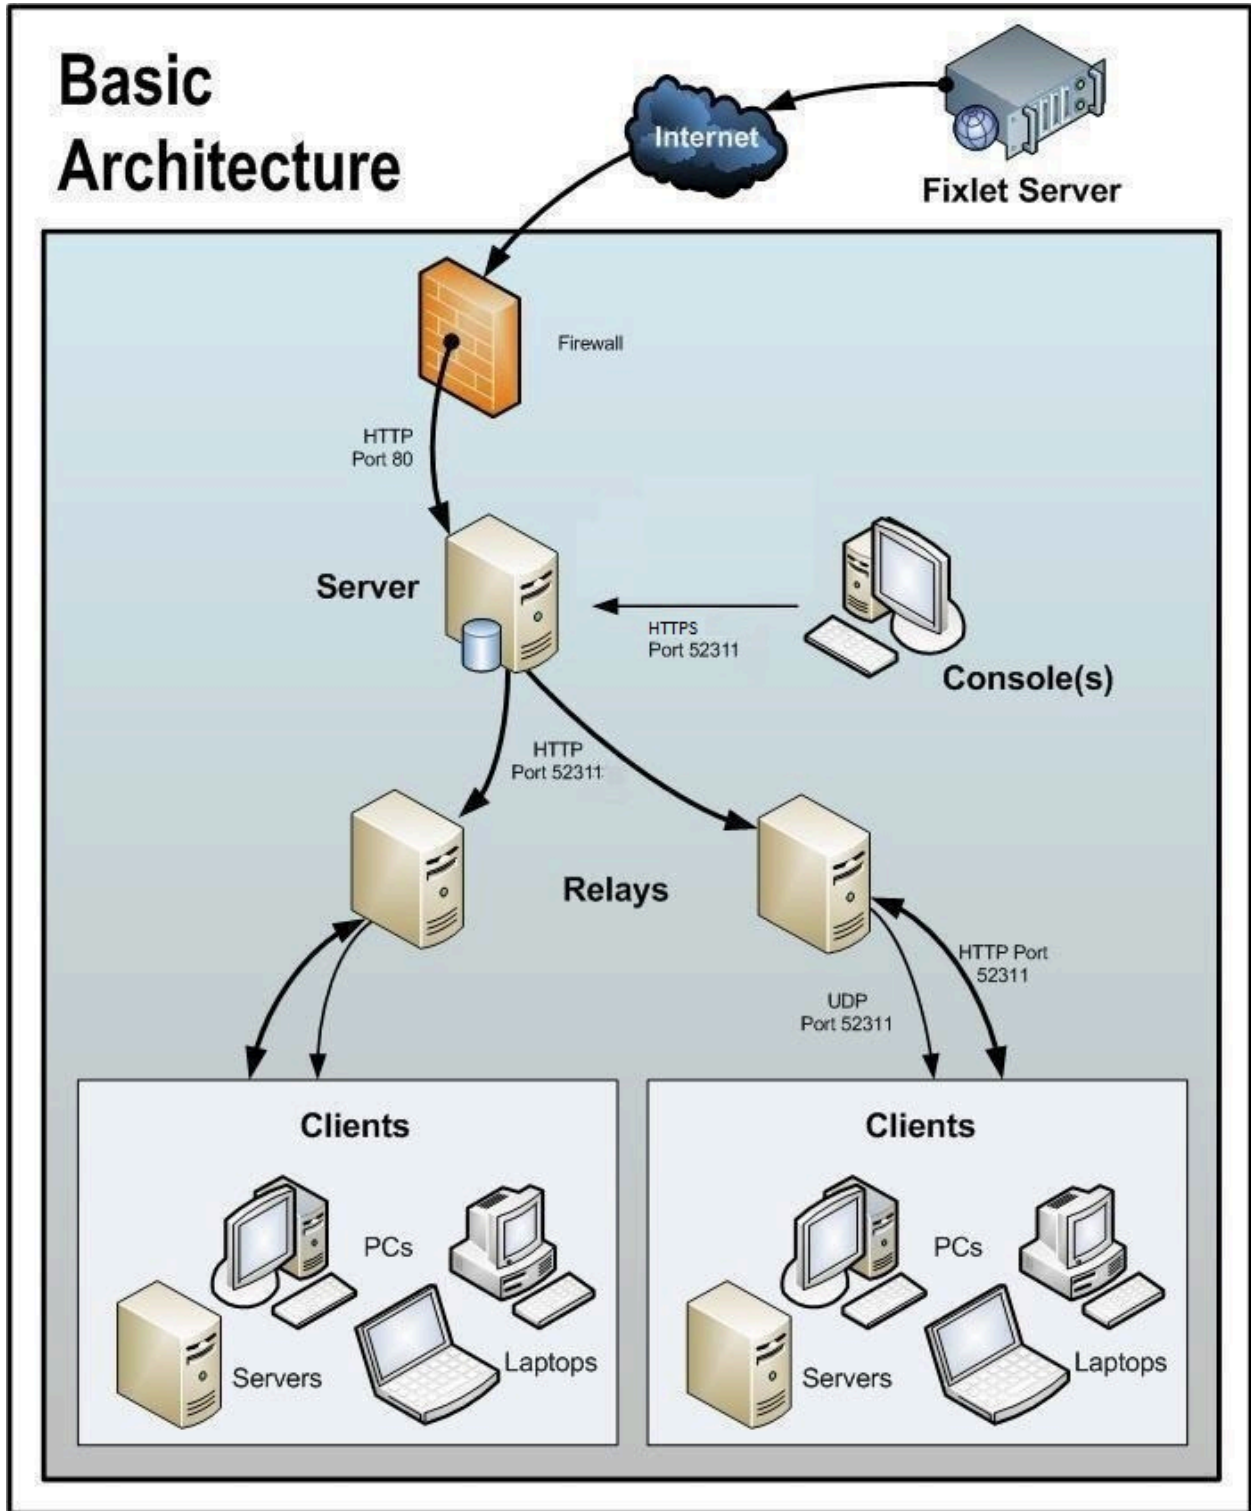 Basic
Architecture
Internet
Fixlet Server
Firewall
HTTP
Port 80
Server
HTTPS
Port 52311
Console(s)
HTTP
Port 52311
Relays
HTTP Port
52311
UDP
Port 52311
Clients
PCs
Servers
Laptops
Clients
PCs
Servers
Laptops